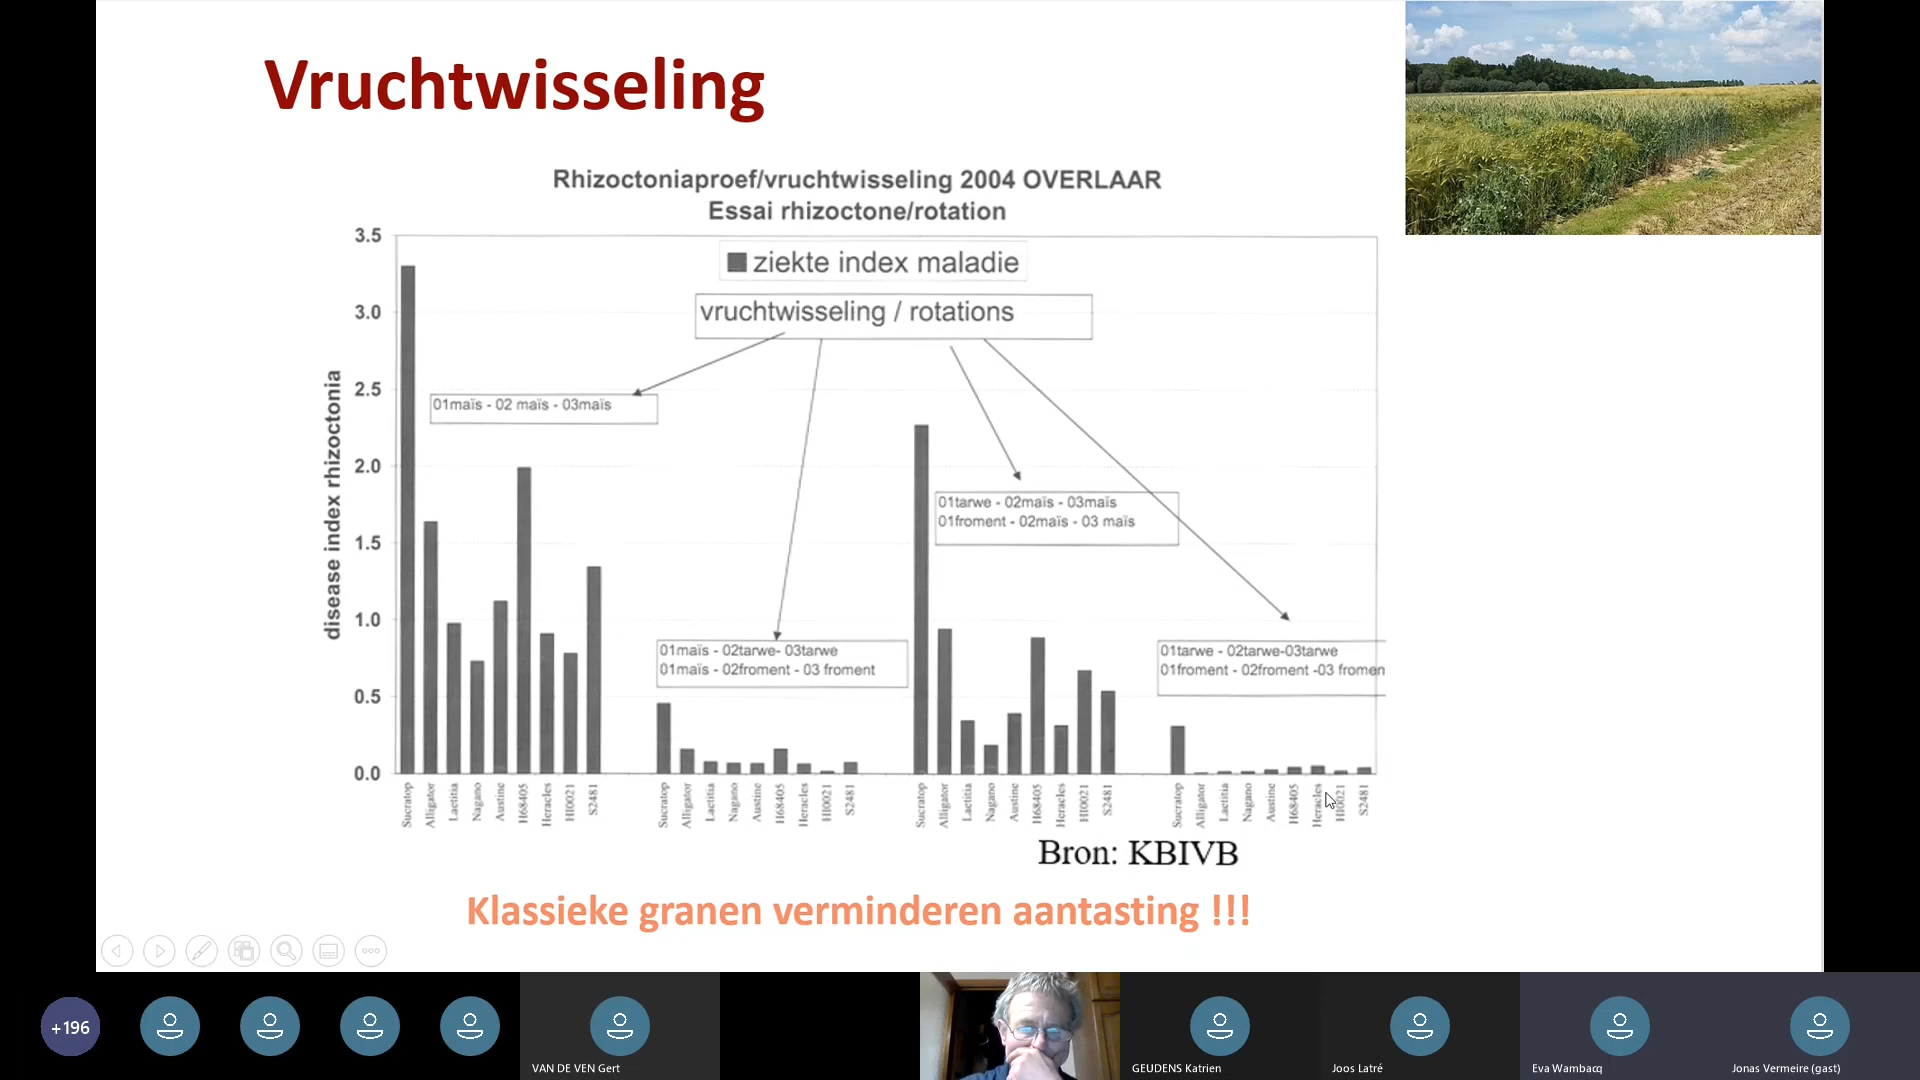 Vruchtwisseling
Rhizoctoniaproef/vruchtwisseling 2004 OVERLAAR
Essai rhizoctone/rotation
ziekte index maladie
vruchtwisseling / rotations
disease index rhizoctonia
3.5
3.0
2.5
2.0
1.5
1.0
0.5
0.0
01maïs - 02 maïs - 03maïs
01maïs - 02tarwe- 03tarwe
01maïs - 02froment - 03 froment
01tarwe - 02maïs - 03maïs
01froment - 02maïs - 03 maïs
01tarwe - 02tarwe-03tarwe
01froment - 02froment -03 fromen
Sucratop
Alligator
Laetitia
Nagano
Austine
H68405
Heracles
HI0021
S2481
Sucratop
Alligator
Laetitia
Nagano
Austine
H68405
Heracles
HI0021
S2481
Sucratop
Alligator
Laetitia
Nagano
Austine
H68405
Heracles
HI0021
S2481
Sucratop
Alligator
Laetitia
Nagano
Austine
H68405
Heracles
HI0021
S2481
Bron: KBIVB
Klassieke granen verminderen aantasting !!!
+196
VAN DE VEN Gert
GEUDENS Katrien
Joos Latré
Eva Wambacq
Jonas Vermeire (gast)